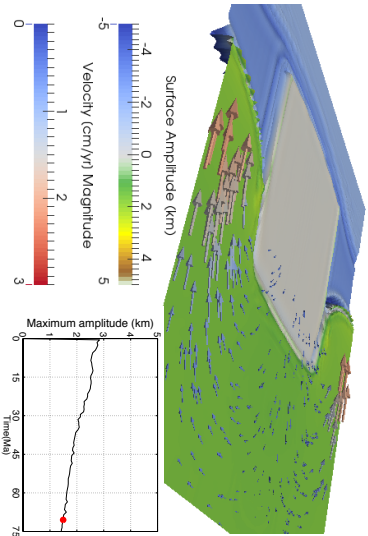 Surface Amplitude (km)
-4 -2 0 2 4
-5 5
Velocity (cm/yr) Magnitude
1 2
0 3
Maximum amplitude (km)
0 1 2 3 4 5
0 15 30 45 60 75
Time(Ma)